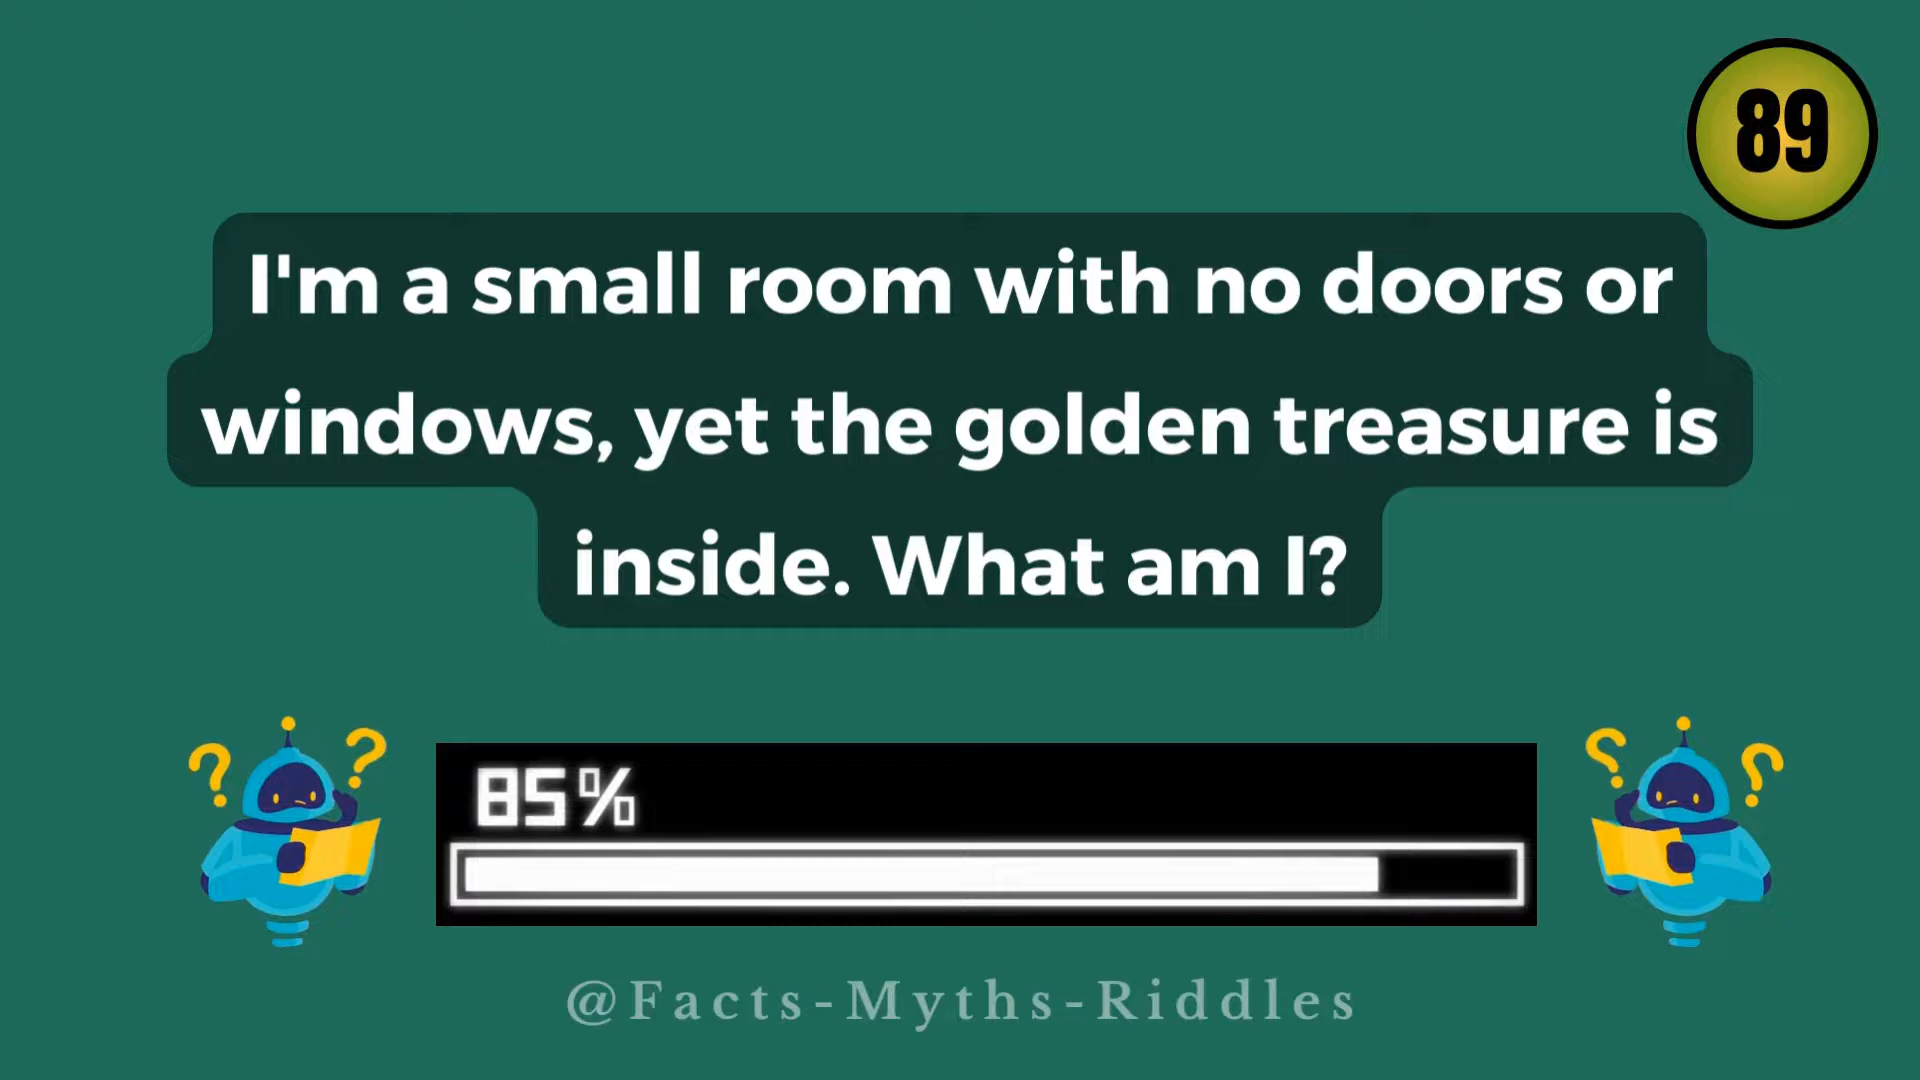 89
I'm a small room with no doors or
windows, yet the golden treasure is
inside. What am I?
85%
@Facts-Myths-Riddles